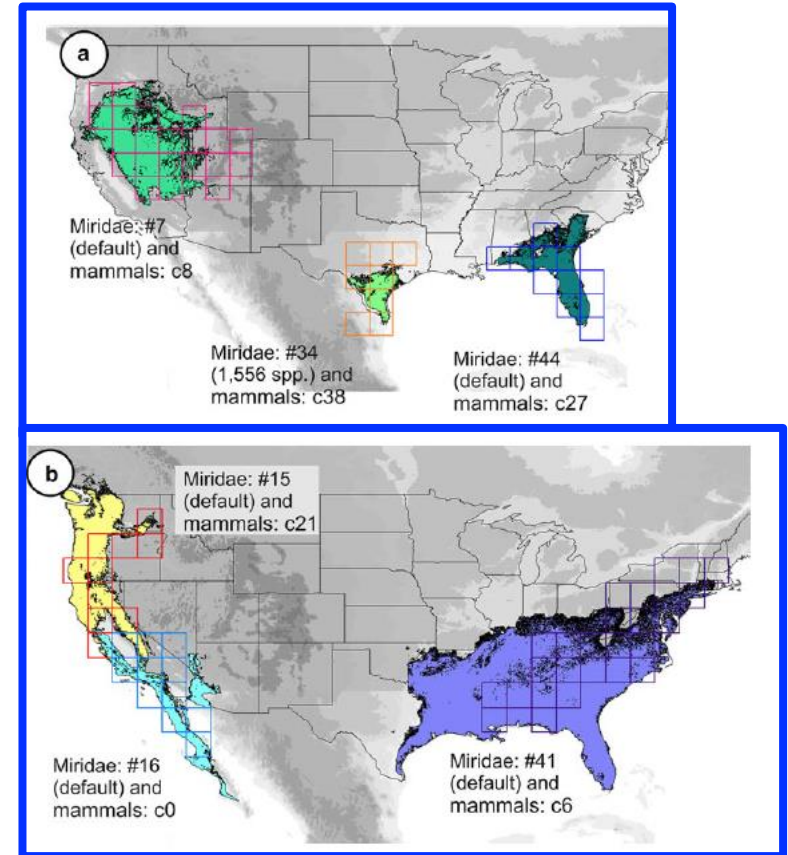 a
Miridae: #7
(default) and
mammals: c8
Miridae: #34
(1,556 spp.) and
mammals: c38
Miridae: #44
(default) and
mammals: c27
b
Miridae: #15
(default) and
mammals: c21
Miridae: #16
(default) and
mammals: c0
Miridae: #41
(default) and
mammals: c6